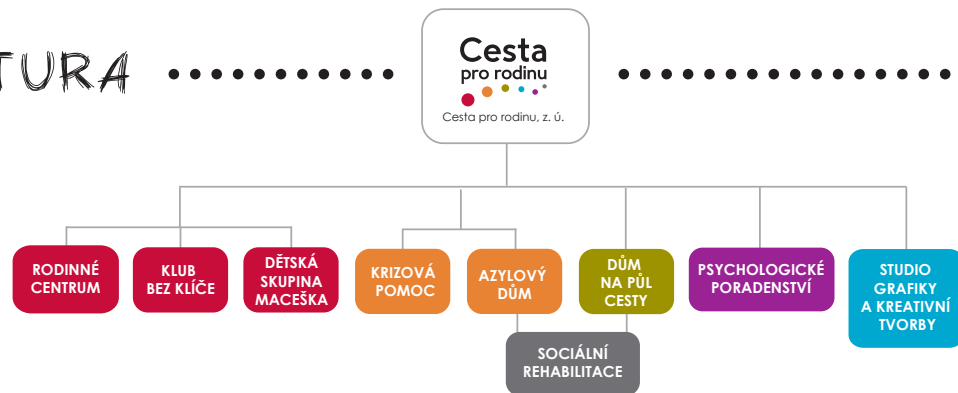 TURA
Cesta
pro rodinu
Cesta pro rodinu, z. ú.
RODINNÉ
CENTRUM
KLUB
BEZ KLÍČE
DĚTSKÁ
SKUPINA
MACEŠKA
KRIZOVÁ
POMOC
AZYLOVÝ
DŮM
DŮM
NA PŮL
CESTY
PSYCHOLOGICKÉ
PORADENSTVÍ
STUDIO
GRAFIKY
A KREATIVNÍ
TVORBY
SOCIÁLNÍ
REHABILITACE